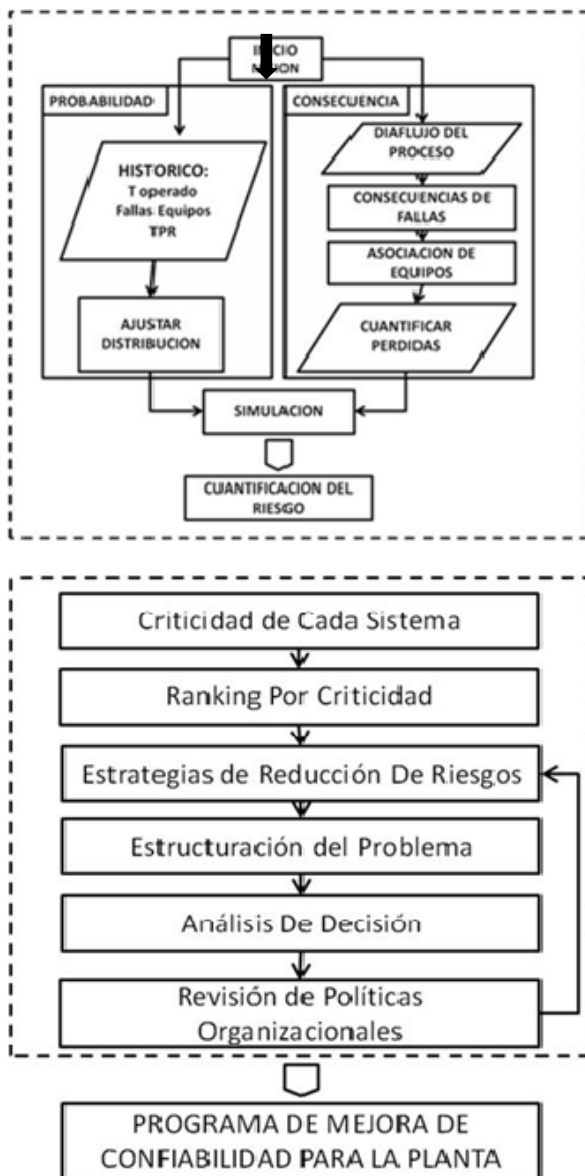 INICIO
PROBABILIDAD
CONSECUENCIA
HISTORICO:
T operado
Fallas Equipos
TPR
AJUSTAR
DISTRIBUCION
DIAFLUJO DEL
PROCESO
CONSECUENCIAS DE
FALLAS
ASOCIACION DE
EQUIPOS
CUANTIFICAR
PERDIDAS
SIMULACION
CUANTIFICACION DEL
RIESGO
Criticidad de Cada Sistema
Ranking Por Criticidad
Estrategias de Reducción De Riesgos
Estructuración del Problema
Análisis De Decisión
Revisión de Políticas
Organizacionales
PROGRAMA DE MEJORA DE
CONFIABILIDAD PARA LA PLANTA